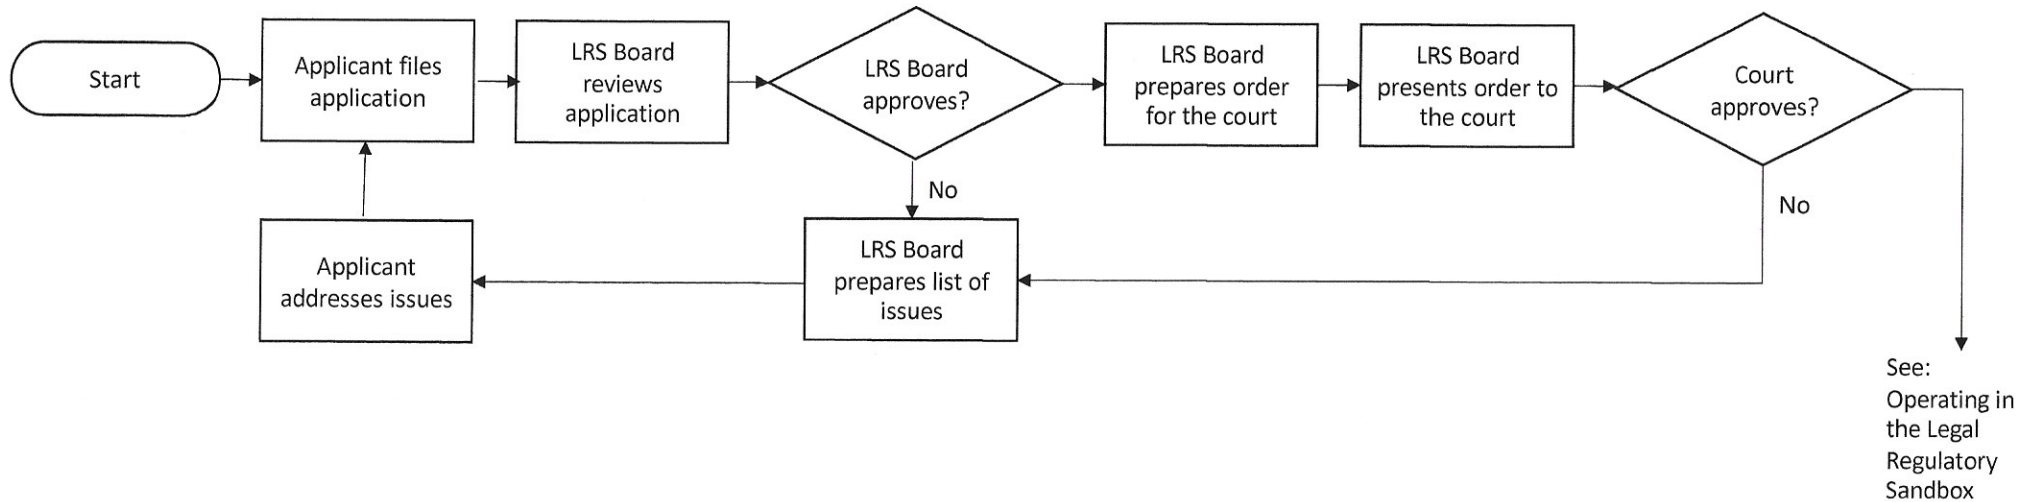 Start
Applicant files
application
LRS Board
reviews
application
LRS Board
approves?
LRS Board
prepares order
for the court
LRS Board
presents order to
the court
Court
approves?
No
No
Applicant
addresses issues
LRS Board
prepares list of
issues
See:
Operating in
the Legal
Regulatory
Sandbox